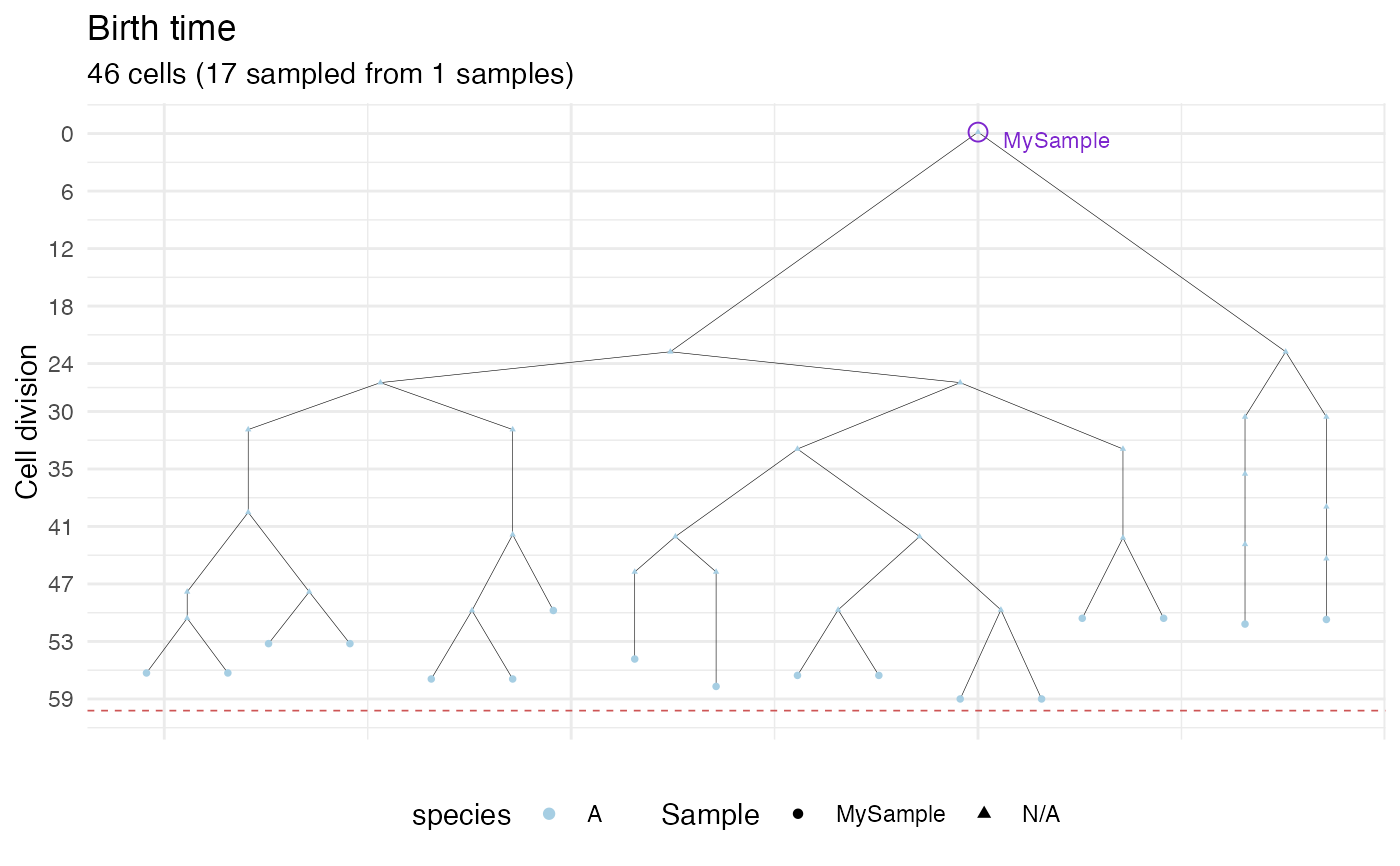 Birth time
46 cells (17 sampled from 1 samples)
0
MySample
6
12
18
24
30
35
41
47
53
59
Cell division
species A Sample MySample N/A